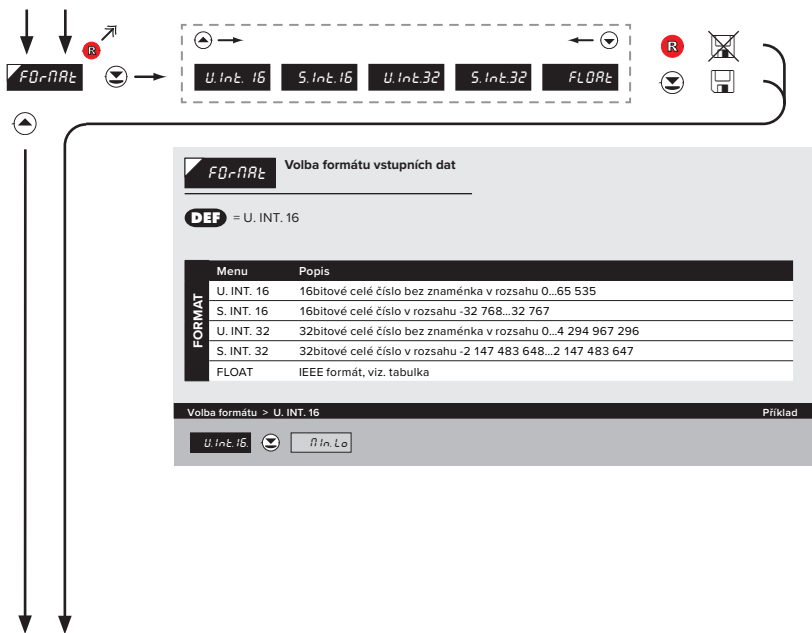 R
FOrMAt
U. Int. 16 S. Int. 16 U. Int.32 S. Int.32 FLOAt
R
FOrMAt Volba formátu vstupních dat
DEF = U. INT. 16
FORMAT
Menu Popis
U. INT. 16 16bitové celé číslo bez znaménka v rozsahu 0...65 535
S. INT. 16 16bitové celé číslo v rozsahu -32 768...32 767
U. INT. 32 32bitové celé číslo bez znaménka v rozsahu 0...4 294 967 296
S. INT. 32 32bitové celé číslo v rozsahu -2 147 483 648...2 147 483 647
FLOAT IEEE formát, viz. tabulka
Volba formátu > U. INT. 16 Příklad
U. Int. 16. MIn. Lo